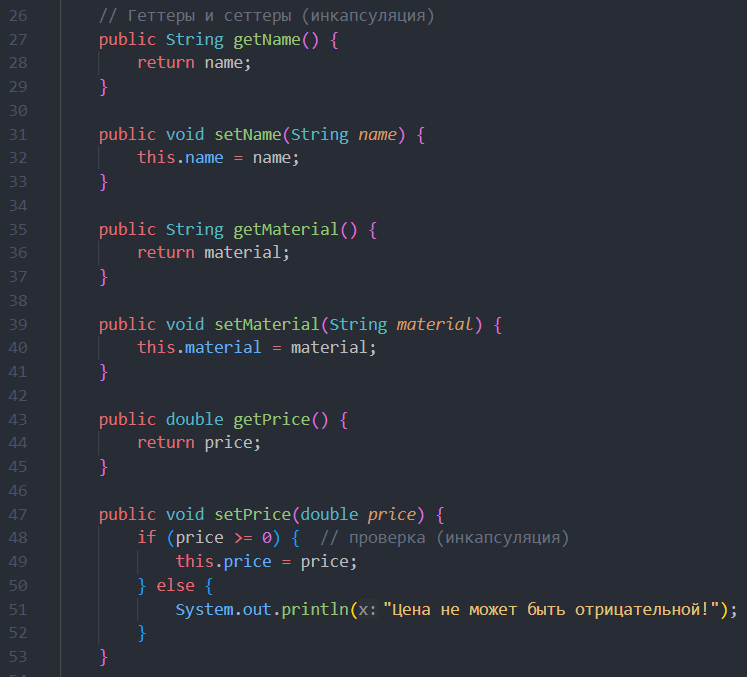 26 // Геттеры и сеттеры (инкапсуляция)
27 public String getName() {
28 return name;
29 }
30
31 public void setName(String name) {
32 this.name = name;
33 }
34
35 public String getMaterial() {
36 return material;
37 }
38
39 public void setMaterial(String material) {
40 this.material = material;
41 }
42
43 public double getPrice() {
44 return price;
45 }
46
47 public void setPrice(double price) {
48 if (price >= 0) { // проверка (инкапсуляция)
49 this.price = price;
50 } else {
51 System.out.println(x: "Цена не может быть отрицательной!");
52 }
53 }